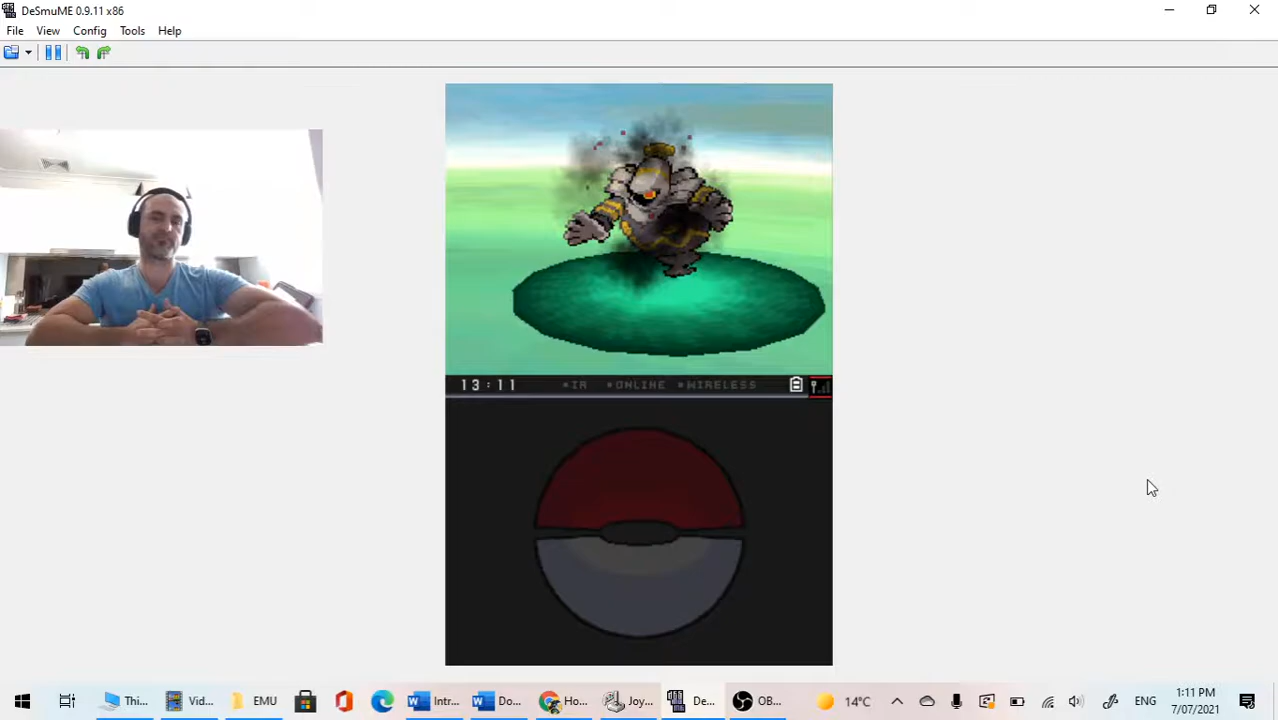 DeSmuME 0.9.11 x86
File View Config Tools Help
13:11 IR ONLINE WIRELESS
Thi... Vid... EMU Intr... Do... Ho... Joy... De... OB... 14°C ENG 1:11 PM
7/07/2021